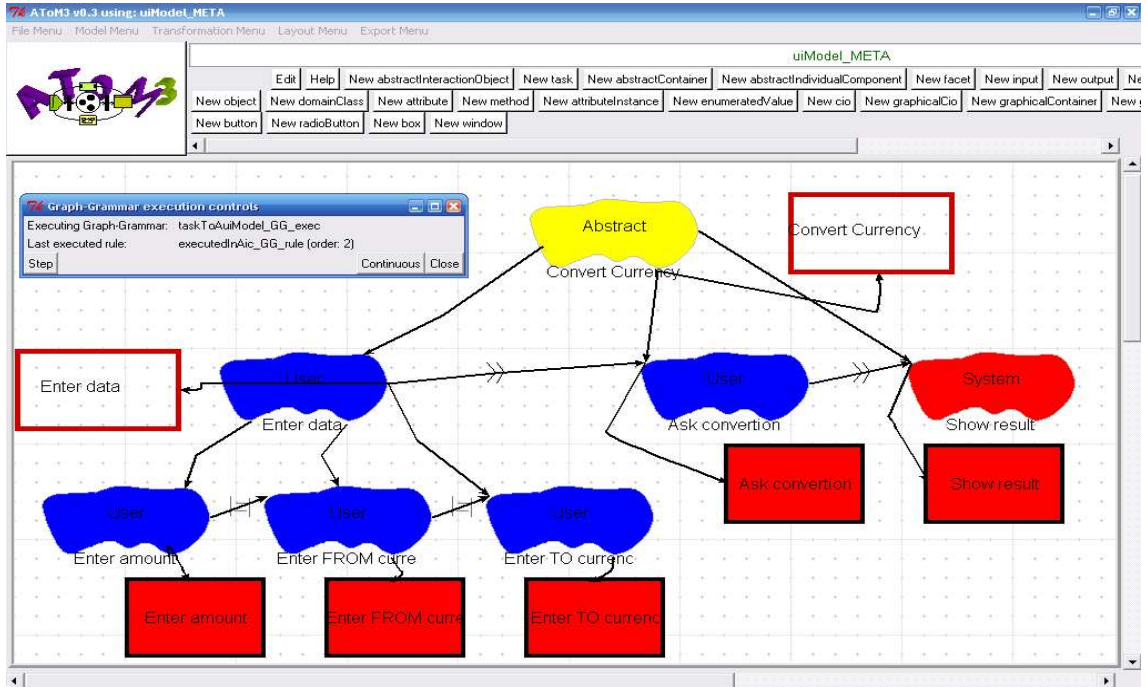 AToM3 v0.3 using: uiModel_META
File Menu Model Menu Transformation Menu Layout Menu Export Menu
AToM3
uiModel_META
Edit Help New abstractInteractionObject New task New abstractContainer New abstractIndividualComponent New facet New input New output Ne
New object New domainClass New attribute New method New attributeInstance New enumeratedValue New cio New graphicalCio New graphicalContainer New g
New button New radioButton New box New window
Graph-Grammar execution controls
Executing Graph-Grammar: taskToAuiModel_GG_exec
Last executed rule: executedInAic_GG_rule (order: 2)
Step Continuous Close
Abstract
Convert Currency
Convert Currency
Enter data
User
Enter data
>>
User
Ask convertion
>>
System
Show result
Ask convertion
Show result
User
Enter amount
|=|
User
Enter FROM curre
|=|
User
Enter TO currenc
Enter amount
Enter FROM curre
Enter TO currenc